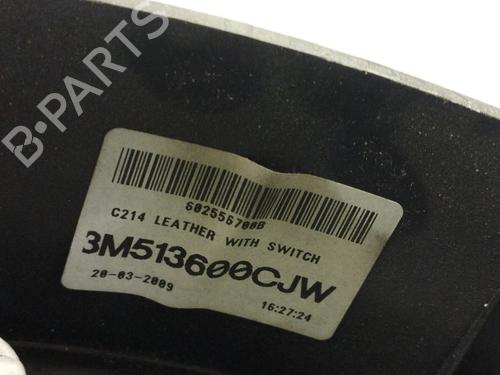 B-PARTS
602556700B
C214 LEATHER WITH SWITCH
3M513600CJW
20-03-2009
16:27:24